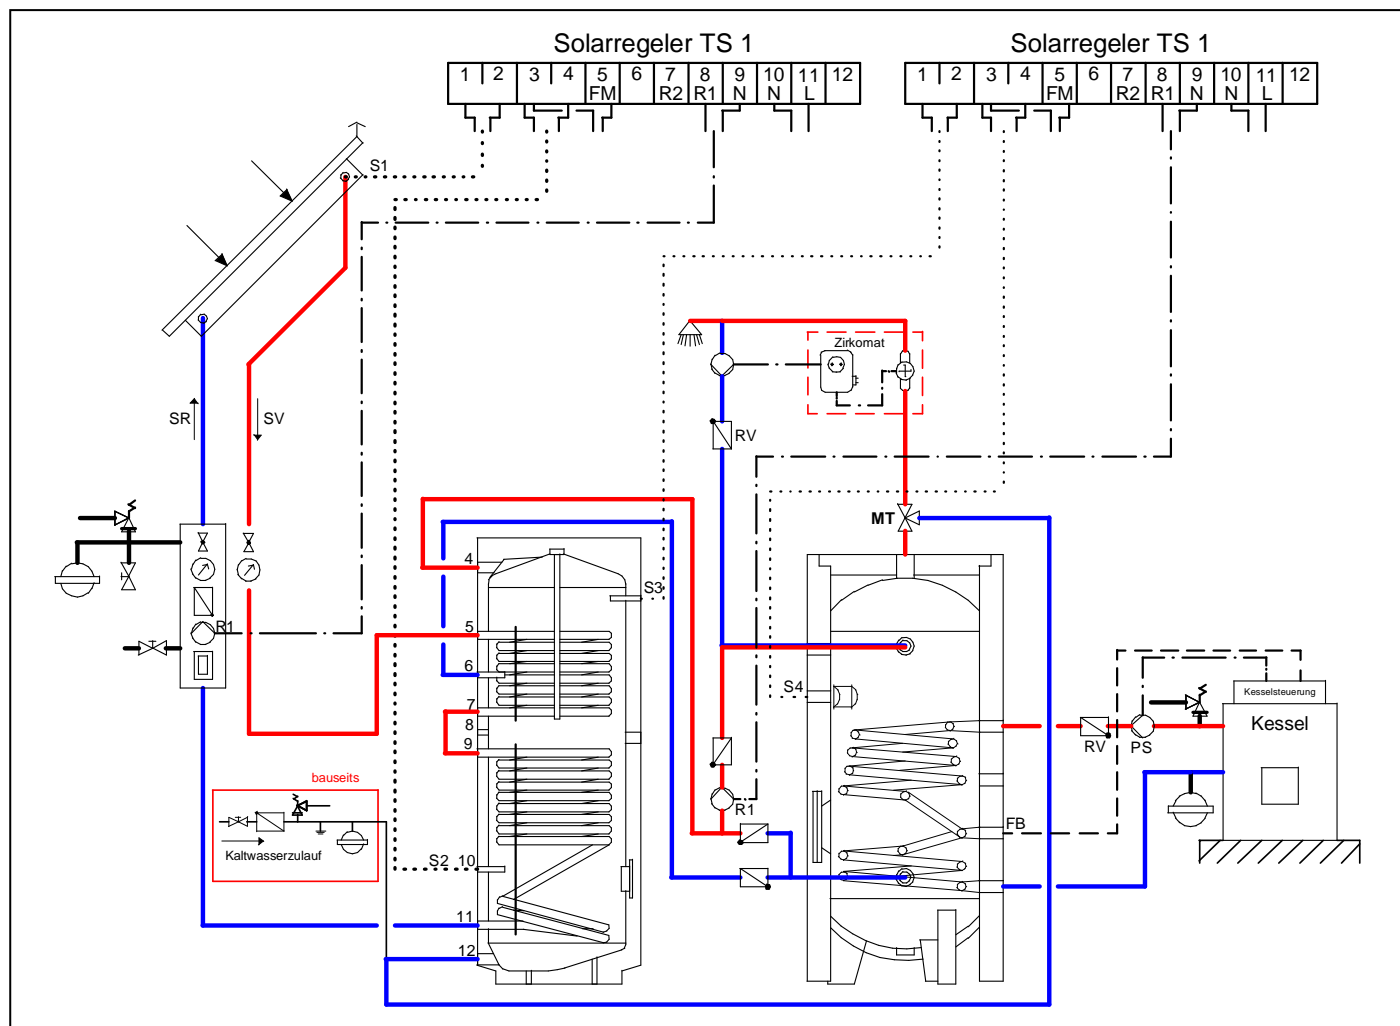 Solarregeler TS 1
Solarregeler TS 1
1 2 3 4 5 6 7 8 9 10 11 12
FM R2 R1 N N L
1 2 3 4 5 6 7 8 9 10 11 12
FM R2 R1 N N L
S1
Zirkomat
SR
SV
RV
MT
4
S3
R1
5
6
S4
7
8
9
Kesselsteuerung
Kessel
RV
PS
bauseits
R1
FB
Kaltwasserzulauf
S2
10
11
12